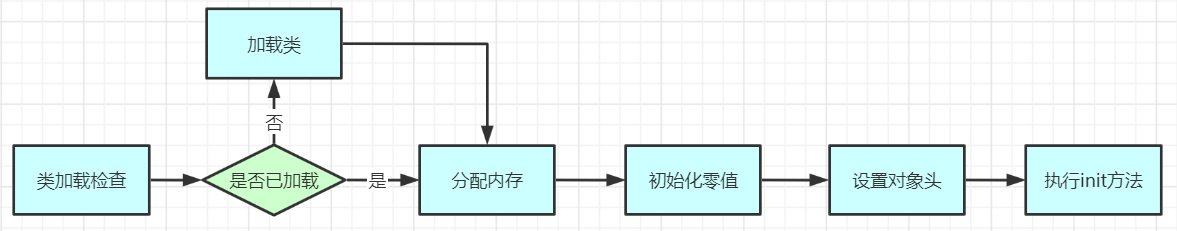 加载类
否
类加载检查
是否已加载
是
分配内存
初始化零值
设置对象头
执行init方法